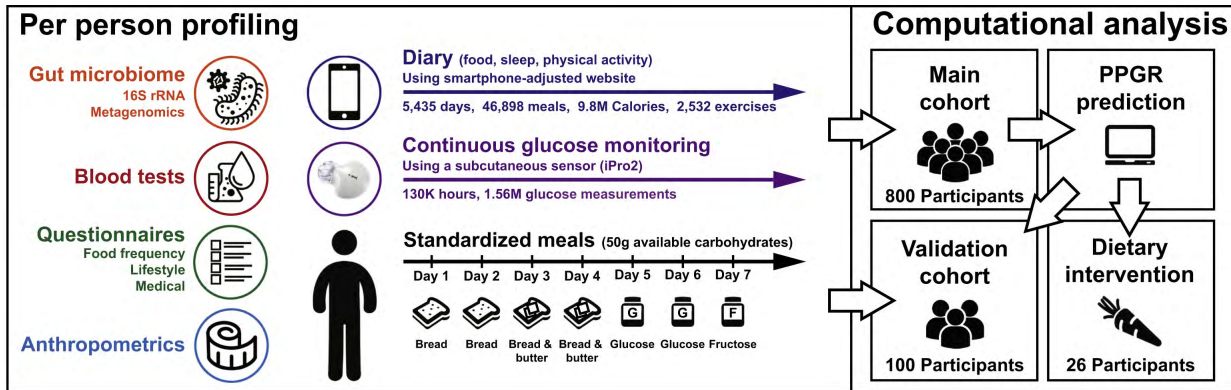 Per person profiling
Gut microbiome
16S rRNA
Metagenomics
Blood tests
Questionnaires
Food frequency
Lifestyle
Medical
Anthropometrics
Diary (food, sleep, physical activity)
Using smartphone-adjusted website
5,435 days, 46,898 meals, 9.8M Calories, 2,532 exercises
Continuous glucose monitoring
Using a subcutaneous sensor (iPro2)
130K hours, 1.56M glucose measurements
Standardized meals (50g available carbohydrates)
Day 1 Day 2 Day 3 Day 4 Day 5 Day 6 Day 7
G G F
Bread Bread Bread & butter Bread & butter Glucose Glucose Fructose
Computational analysis
Main
cohort
800 Participants
PPGR
prediction
Validation
cohort
100 Participants
Dietary
intervention
26 Participants